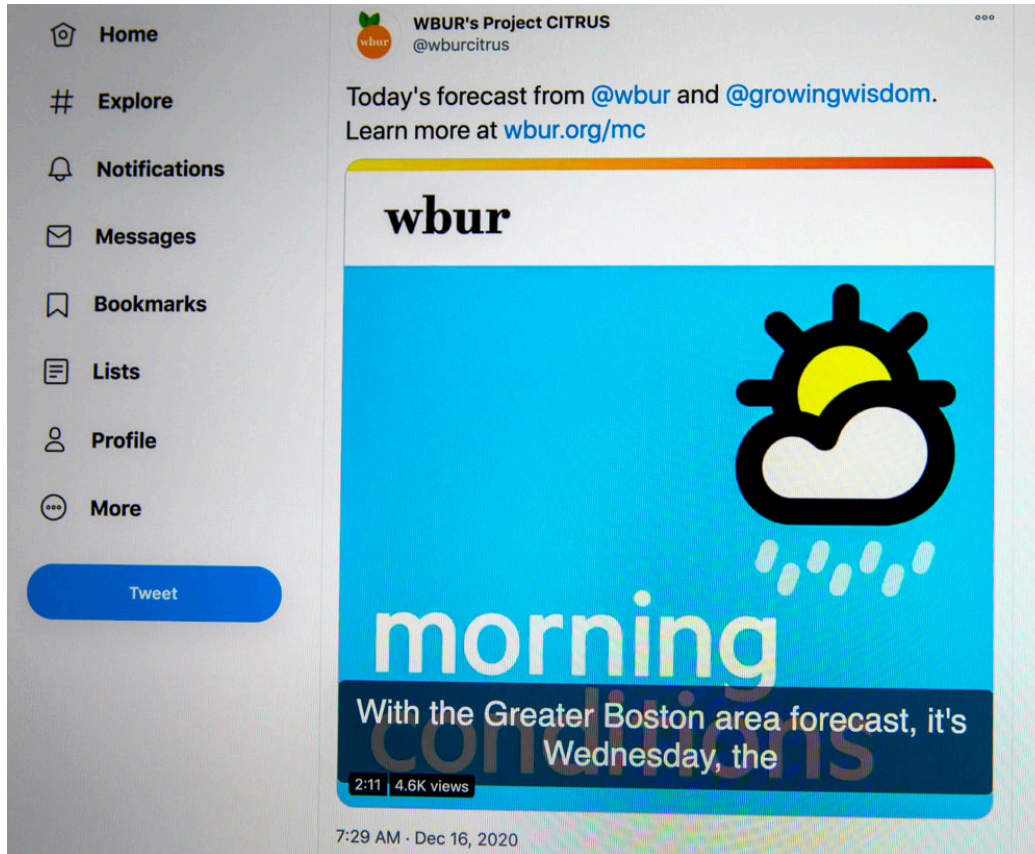 Home
Explore
Notifications
Messages
Bookmarks
Lists
Profile
More
Tweet
WBUR's Project CITRUS
@wburcitrus
wbur
Today's forecast from @wbur and @growingwisdom.
Learn more at wbur.org/mc
wbur
morning
conditions
With the Greater Boston area forecast, it's
Wednesday, the
2:11 4.6K views
7:29 AM · Dec 16, 2020